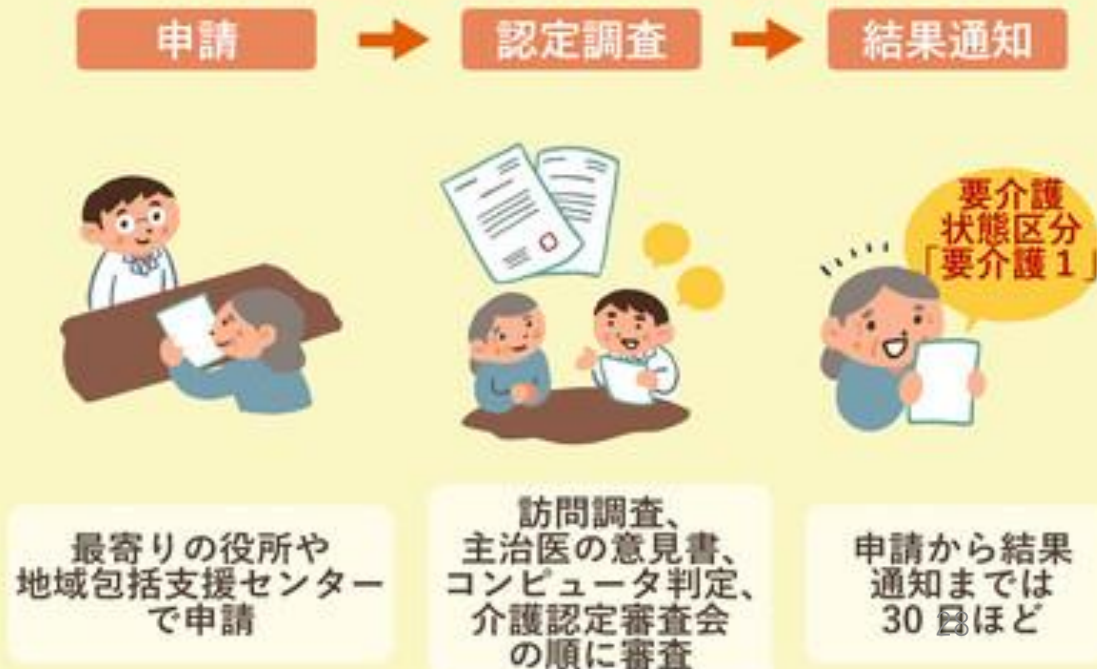 申請
認定調査
結果通知
要介護
状態区分
「要介護1」
最寄りの役所や
地域包括支援センター
で申請
訪問調査、
主治医の意見書、
コンピュータ判定、
介護認定審査会
の順に審査
申請から結果
通知までは
30日ほど